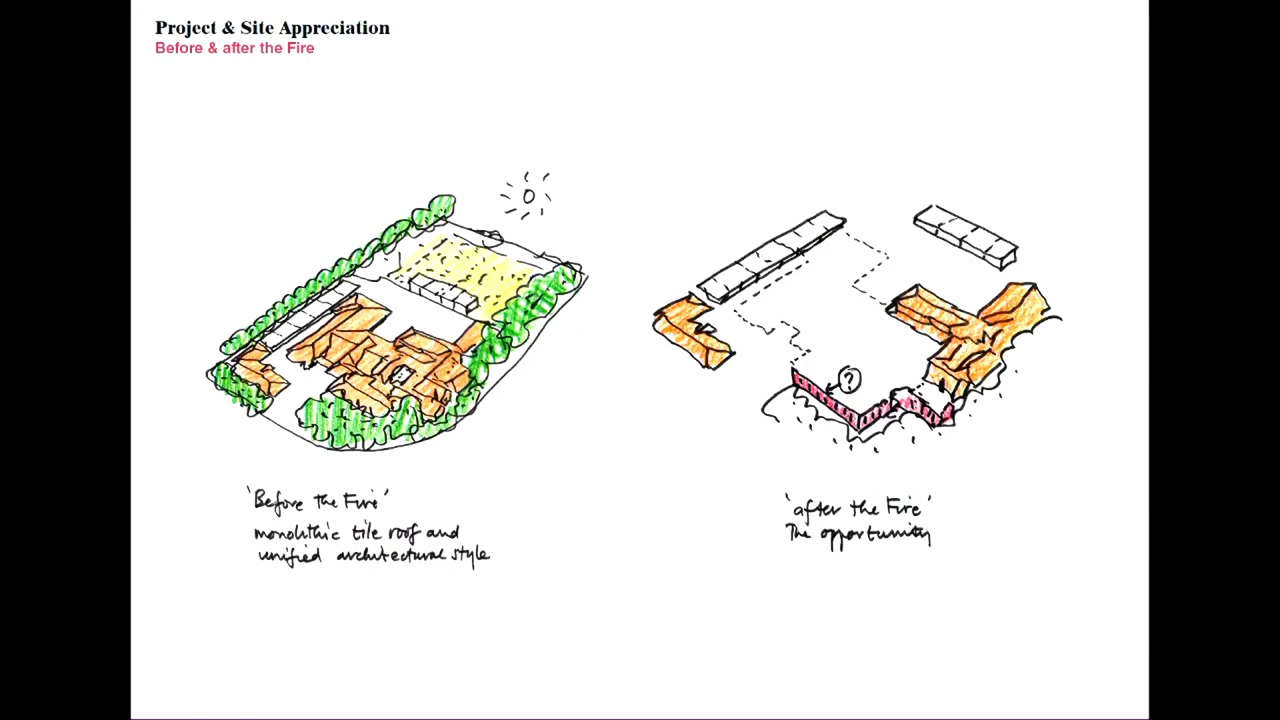 Project & Site Appreciation
Before & after the Fire
?
'Before the Fire'
monolithic tile roof and
unified architectural style
'after the Fire'
The opportunity